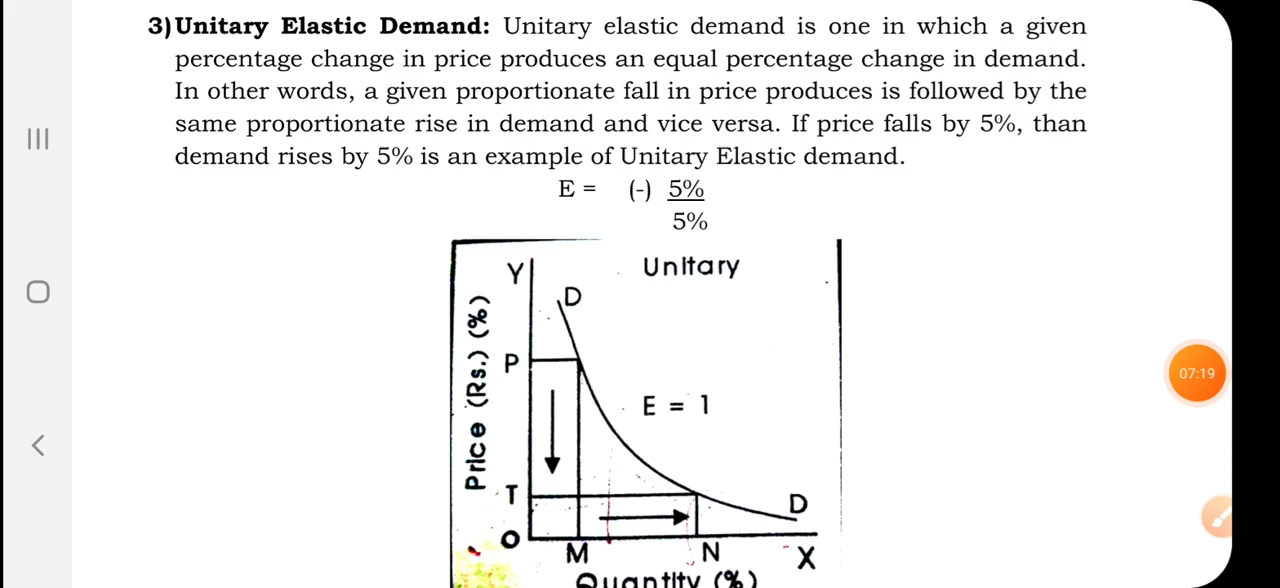 3) Unitary Elastic Demand: Unitary elastic demand is one in which a given
percentage change in price produces an equal percentage change in demand.
In other words, a given proportionate fall in price produces is followed by the
same proportionate rise in demand and vice versa. If price falls by 5%, than
demand rises by 5% is an example of Unitary Elastic demand.
E = (-) 5%
5%
Unitary
Y
D
Price (Rs.) (%)
P
E = 1
07:19
T
D
O
M
N
X
Quantity (%)